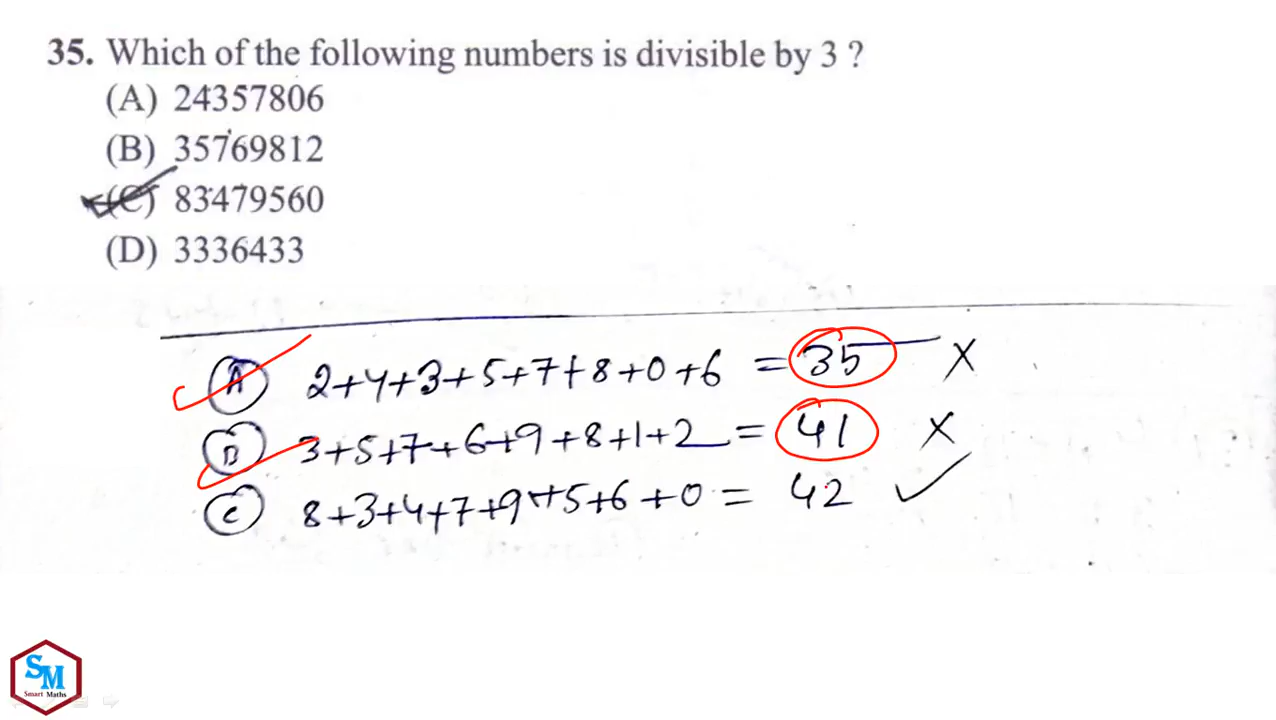 35. Which of the following numbers is divisible by 3 ?
(A) 24357806
(B) 35769812
(C) 83479560
(D) 3336433
A 2+4+3+5+7+8+0+6 = 35 X
B 3+5+7+6+9+8+1+2 = 41 X
C 8+3+4+7+9+5+6+0 = 42 ✓
SM
Smart Maths